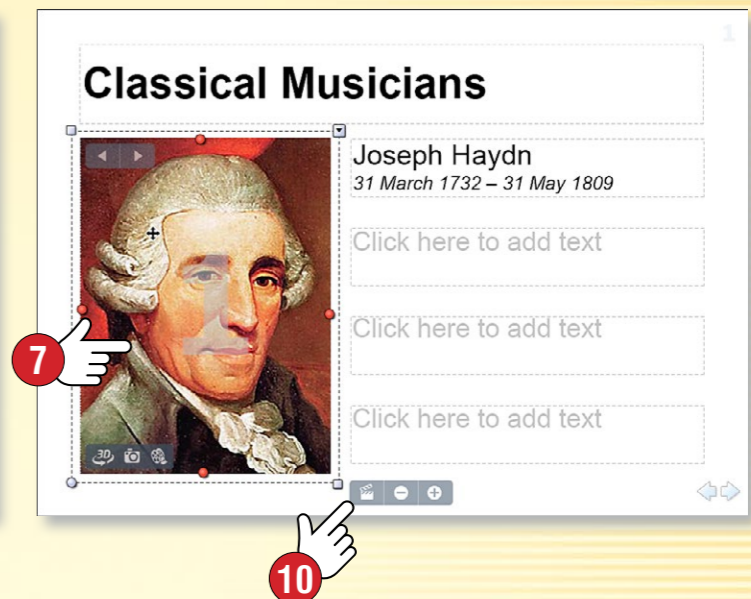 1
Classical Musicians
Joseph Haydn
31 March 1732 – 31 May 1809
Click here to add text
Click here to add text
Click here to add text
3D
7
10